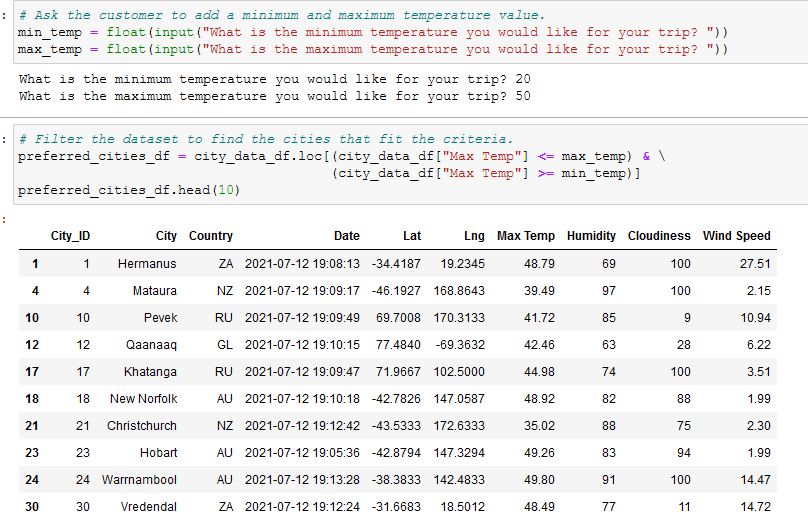 :
# Ask the customer to add a minimum and maximum temperature value.
min_temp = float(input("What is the minimum temperature you would like for your trip? "))
max_temp = float(input("What is the maximum temperature you would like for your trip? "))
What is the minimum temperature you would like for your trip? 20
What is the maximum temperature you would like for your trip? 50
:
# Filter the dataset to find the cities that fit the criteria.
preferred_cities_df = city_data_df.loc[(city_data_df["Max Temp"] <= max_temp) & \
(city_data_df["Max Temp"] >= min_temp)]
preferred_cities_df.head(10)
:
City_ID City Country Date Lat Lng Max Temp Humidity Cloudiness Wind Speed
1 1 Hermanus ZA 2021-07-12 19:08:13 -34.4187 19.2345 48.79 69 100 27.51
4 4 Mataura NZ 2021-07-12 19:09:17 -46.1927 168.8643 39.49 97 100 2.15
10 10 Pevek RU 2021-07-12 19:09:49 69.7008 170.3133 41.72 85 9 10.94
12 12 Qaanaaq GL 2021-07-12 19:10:15 77.4840 -69.3632 42.46 63 28 6.22
17 17 Khatanga RU 2021-07-12 19:09:47 71.9667 102.5000 44.98 74 100 3.51
18 18 New Norfolk AU 2021-07-12 19:10:18 -42.7826 147.0587 48.92 82 88 1.99
21 21 Christchurch NZ 2021-07-12 19:12:42 -43.5333 172.6333 35.02 88 75 2.30
23 23 Hobart AU 2021-07-12 19:05:36 -42.8794 147.3294 49.26 83 94 1.99
24 24 Warrnambool AU 2021-07-12 19:13:28 -38.3833 142.4833 49.80 91 100 14.47
30 30 Vredendal ZA 2021-07-12 19:12:24 -31.6683 18.5012 48.49 77 11 14.72